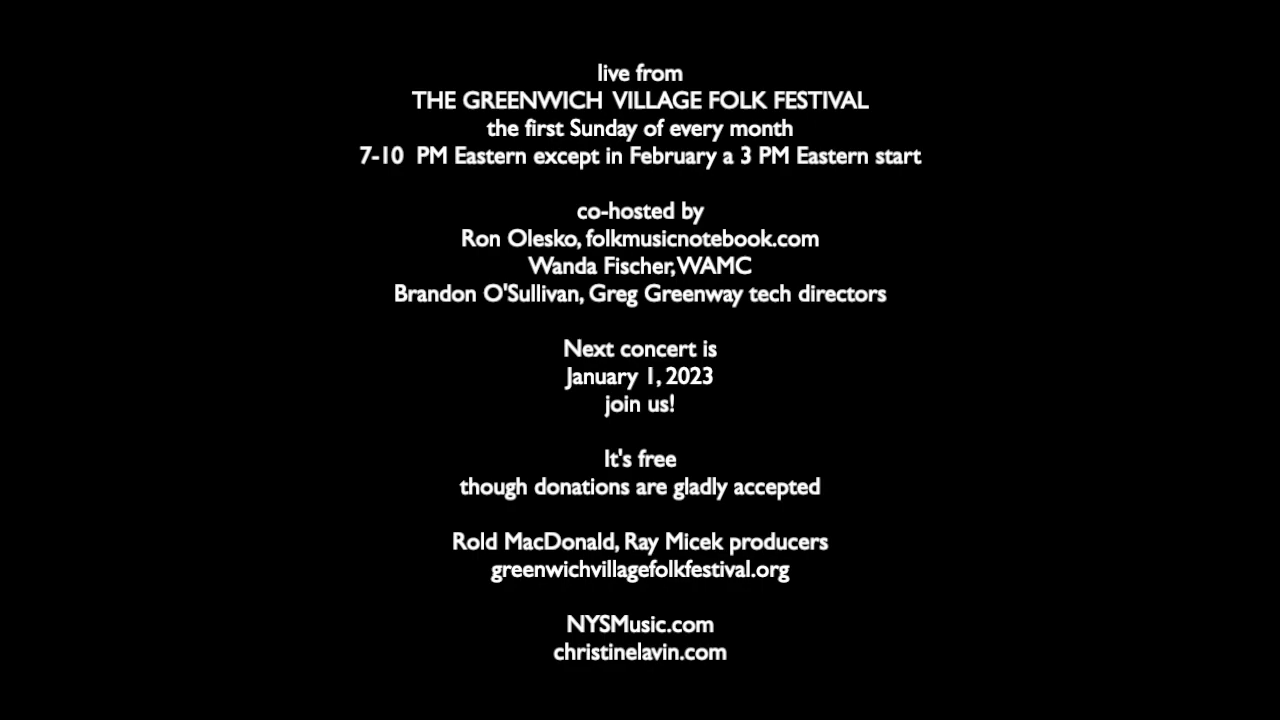 live from
THE GREENWICH VILLAGE FOLK FESTIVAL
the first Sunday of every month
7-10 PM Eastern except in February a 3 PM Eastern start
co-hosted by
Ron Olesko, folkmusicnotebook.com
Wanda Fischer, WAMC
Brandon O'Sullivan, Greg Greenway tech directors
Next concert is
January 1, 2023
join us!
It's free
though donations are gladly accepted
Rold MacDonald, Ray Micek producers
greenwichvillagefolkfestival.org
NYSMusic.com
christinelavin.com